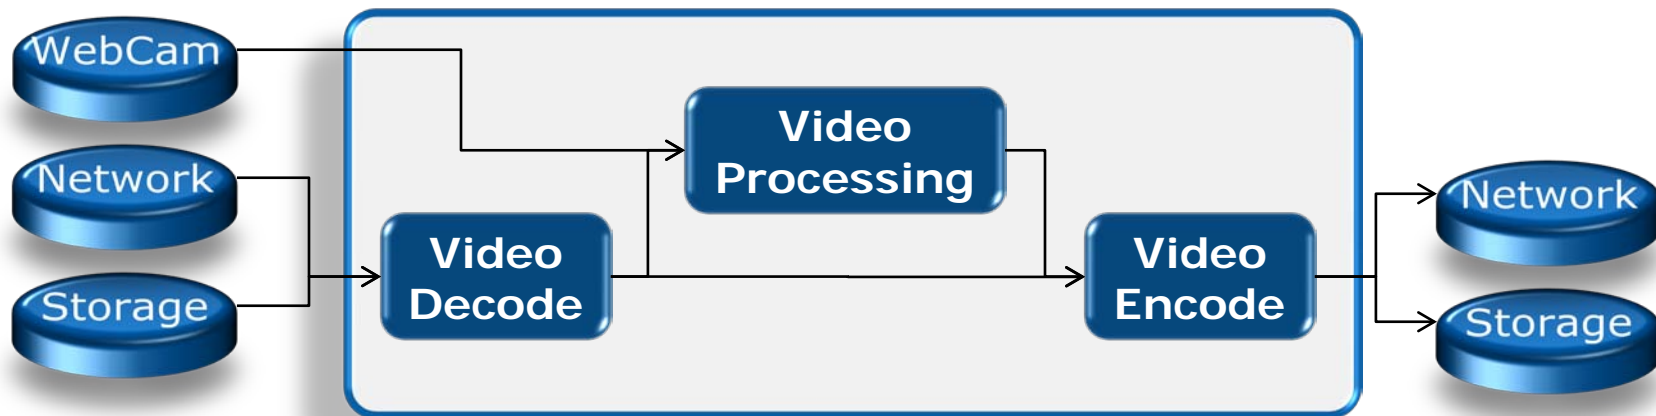 WebCam
Network
Storage
Video
Decode
Video
Processing
Video
Encode
Network
Storage